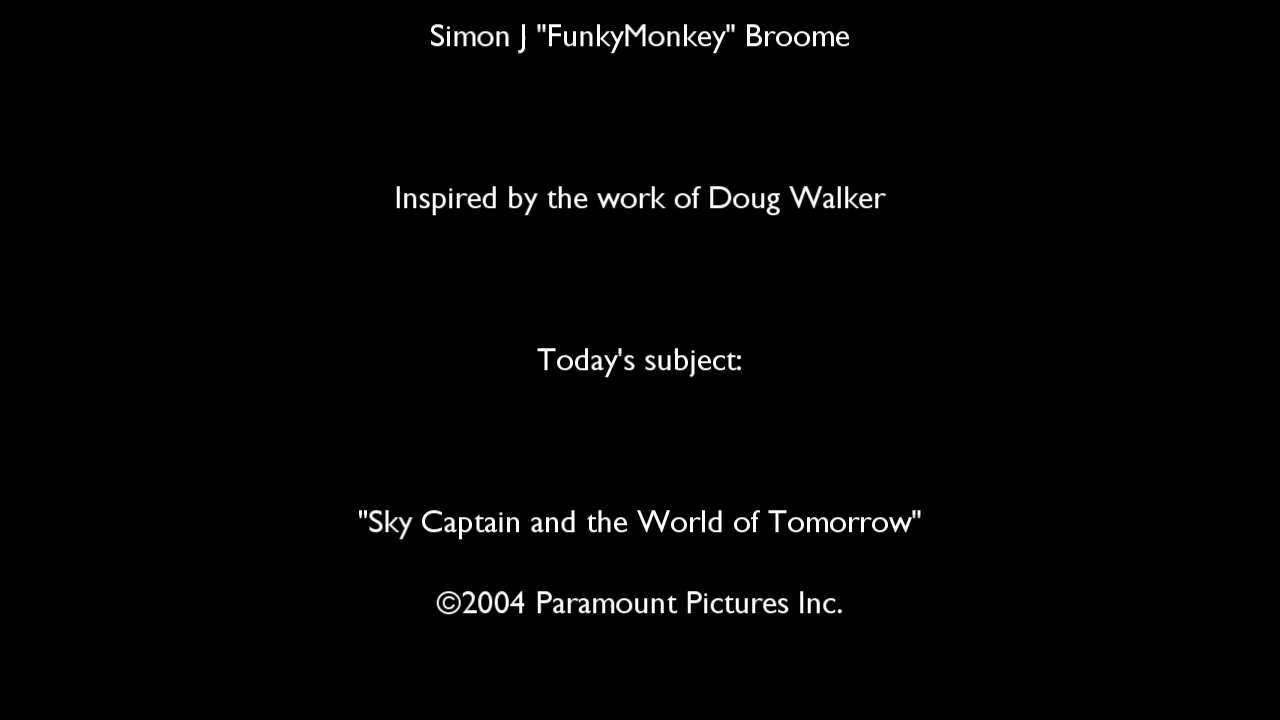 Simon J "FunkyMonkey" Broome
Inspired by the work of Doug Walker
Today's subject:
"Sky Captain and the World of Tomorrow"
©2004 Paramount Pictures Inc.